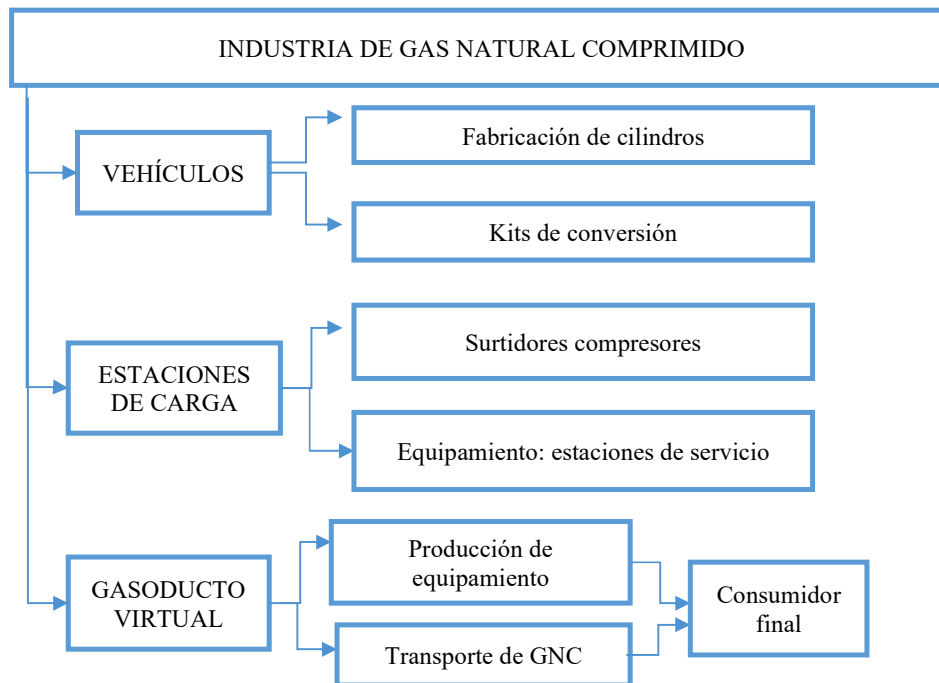 INDUSTRIA DE GAS NATURAL COMPRIMIDO
Fabricación de cilindros
VEHÍCULOS
Kits de conversión
Surtidores compresores
ESTACIONES
DE CARGA
Equipamiento: estaciones de servicio
Producción de
equipamiento
GASODUCTO
VIRTUAL
Consumidor
final
Transporte de GNC